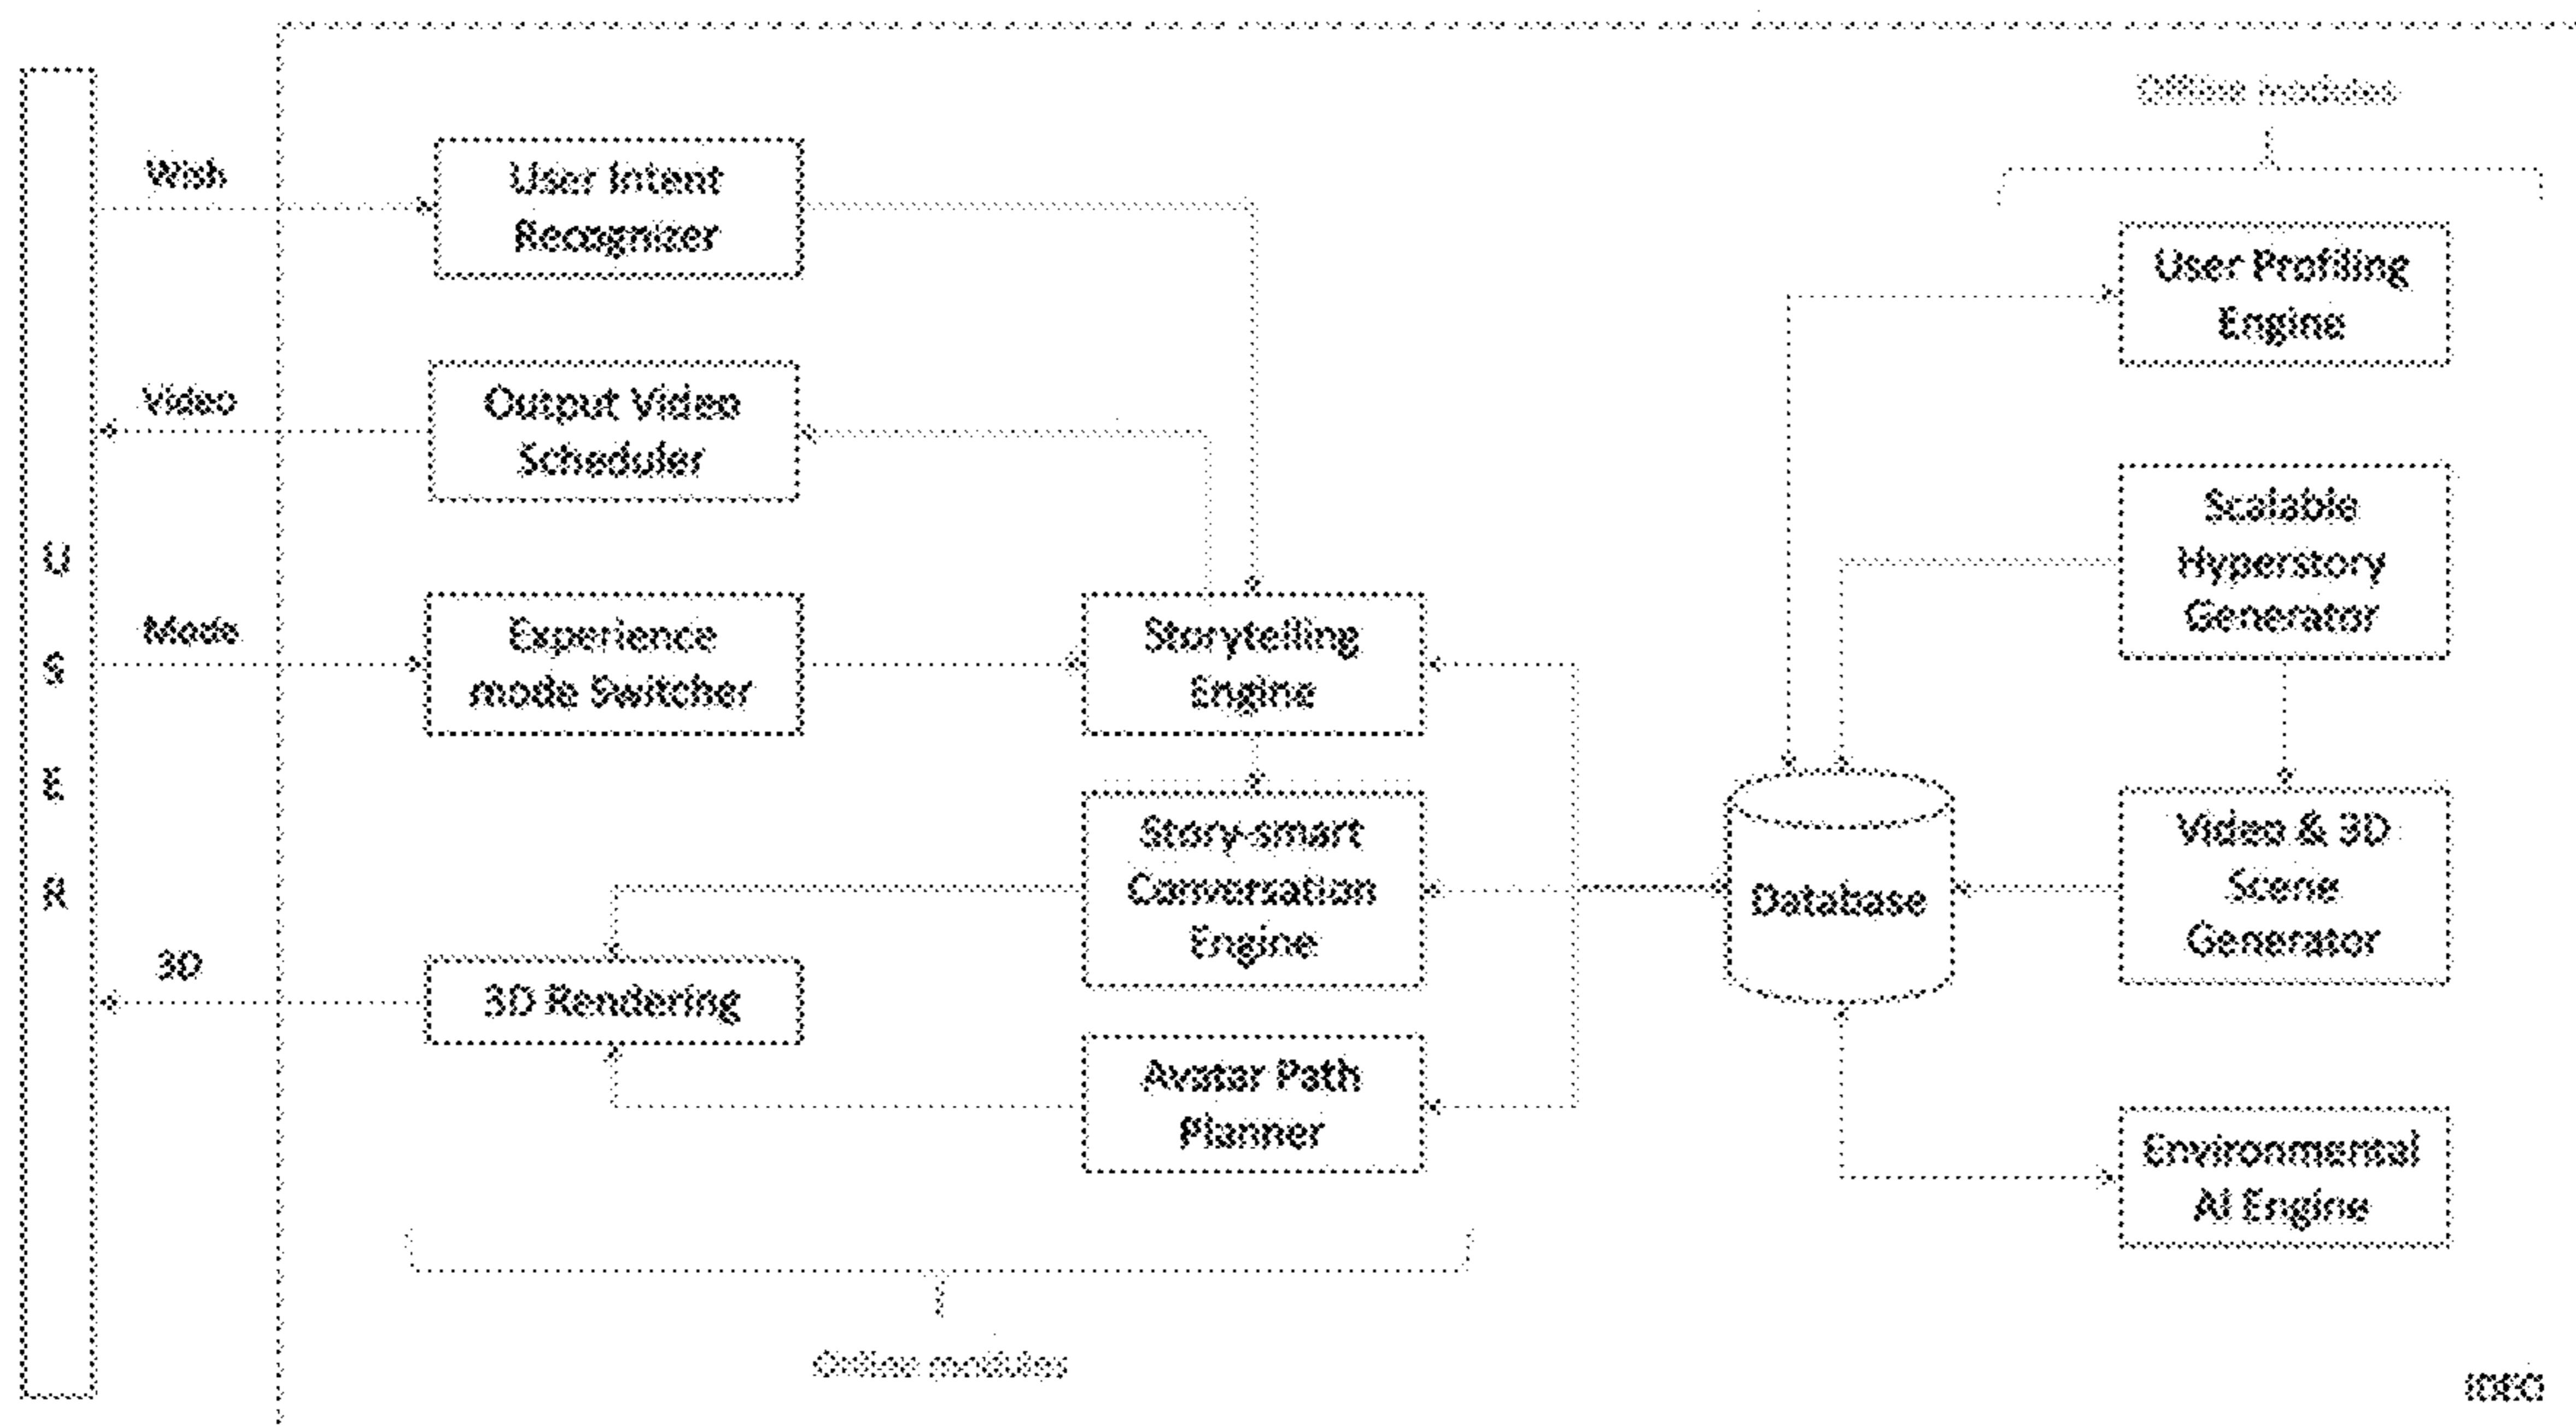 Offline modules
Wish
User Intent
Recognizer
User Profiling
Engine
Video
Output Video
Scheduler
Scalable
Hyperstory
Generator
U
S
E
R
Mode
Experience
mode Switcher
Storytelling
Engine
Story-smart
Conversation
Engine
Database
Video & 3D
Scene
Generator
3D
3D Rendering
Avatar Path
Planner
Environmental
AI Engine
Online modules